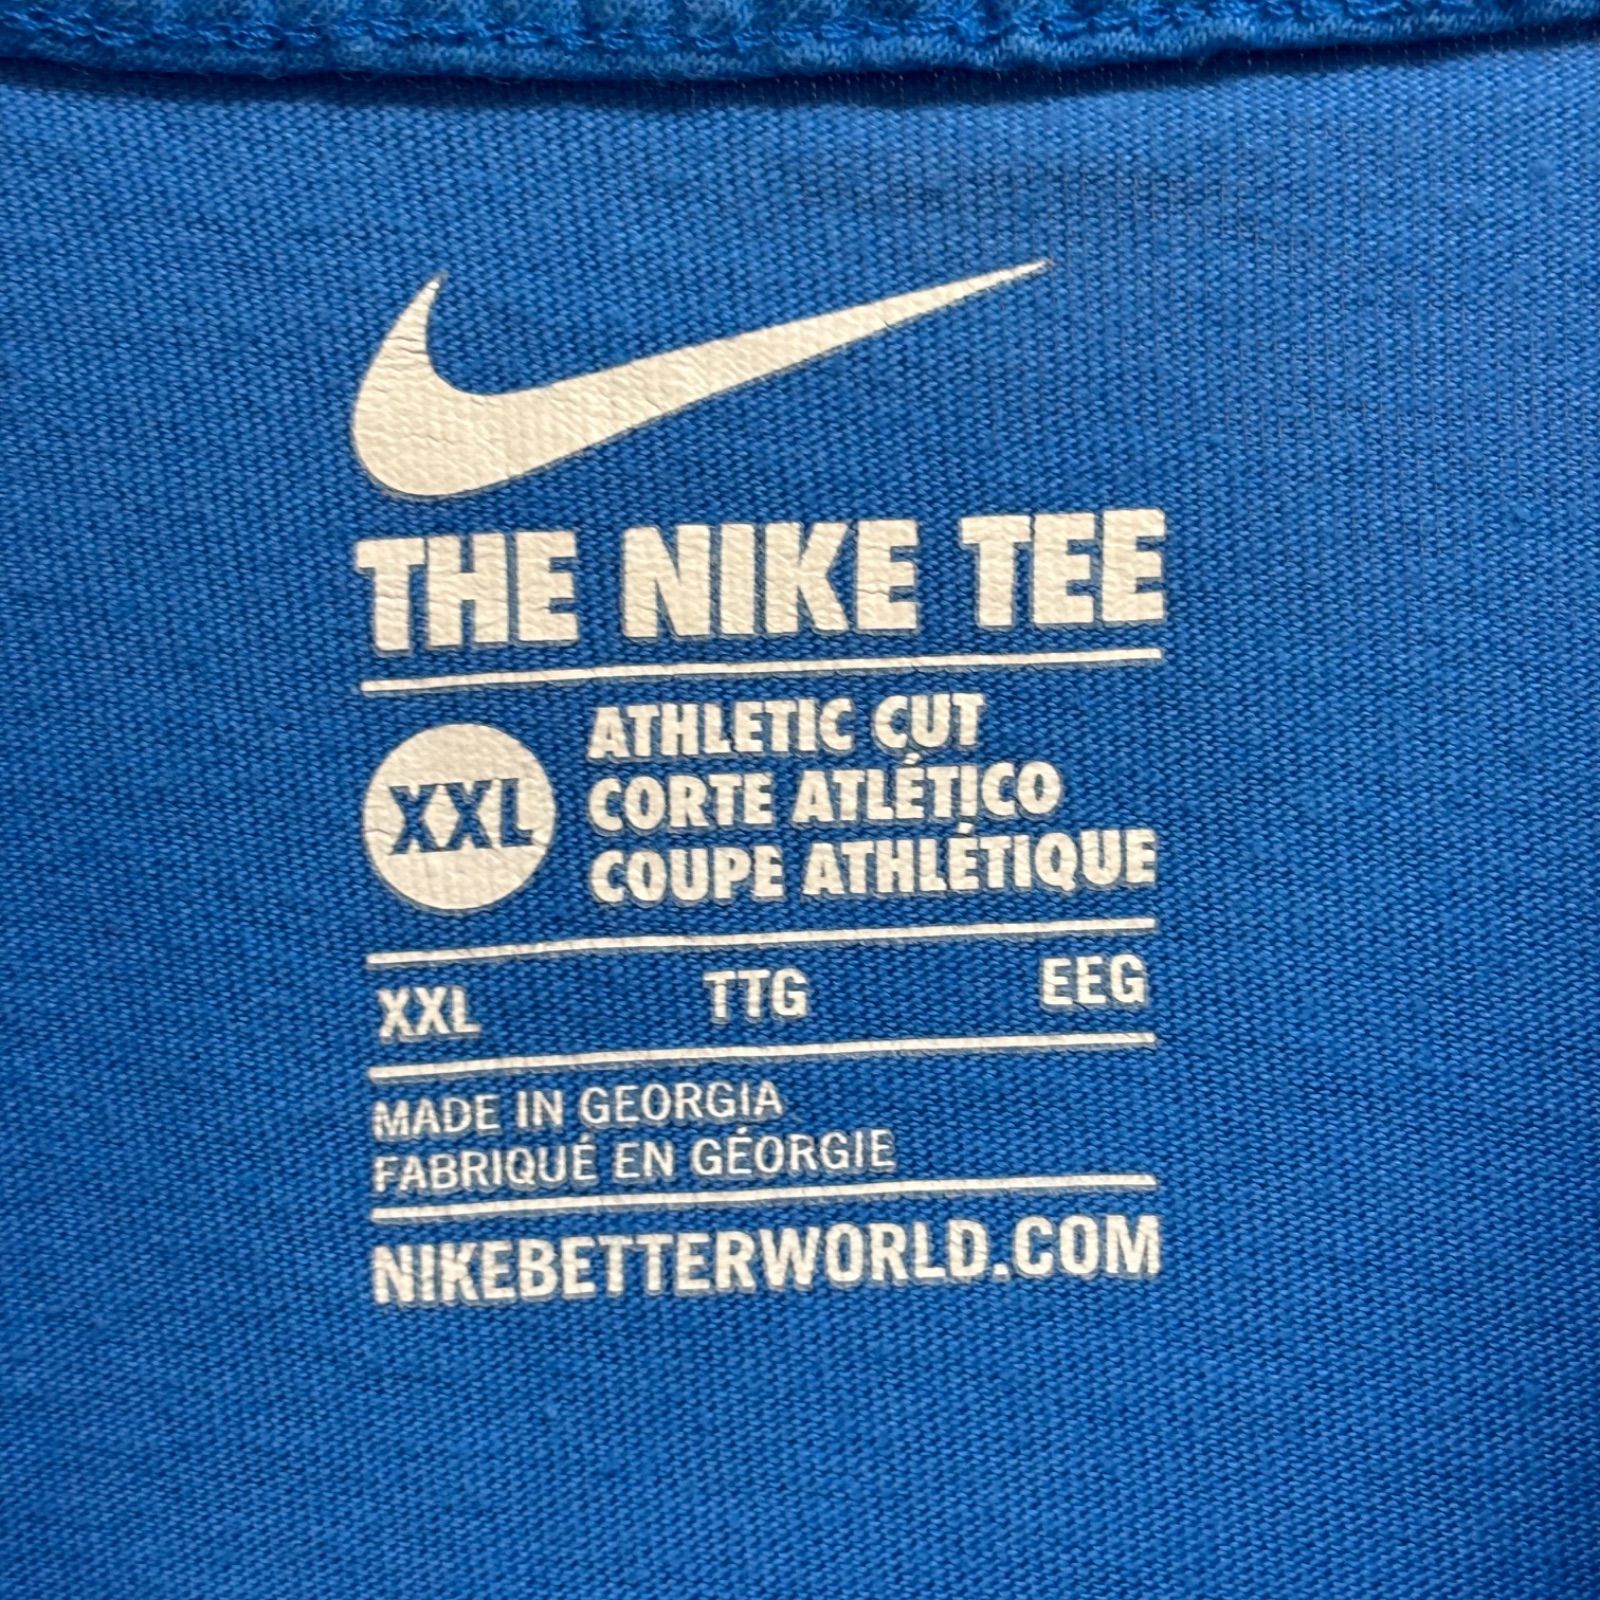 THE NIKE TEE
XXL
ATHLETIC CUT
CORTE ATLÉTICO
COUPE ATHLÉTIQUE
XXL TTG EEG
MADE IN GEORGIA
FABRIQUÉ EN GÉORGIE
NIKEBETTERWORLD.COM